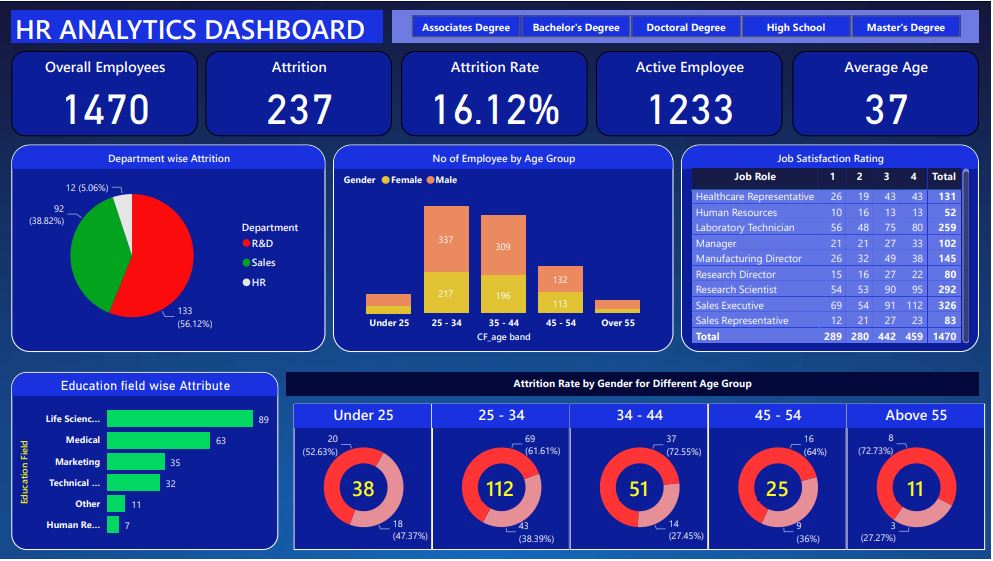 HR ANALYTICS DASHBOARD
Associates Degree Bachelor's Degree Doctoral Degree High School Master's Degree
Overall Employees
1470
Attrition
237
Attrition Rate
16.12%
Active Employee
1233
Average Age
37
Department wise Attrition
12 (5.06%)
92
(38.82%)
133
(56.12%)
Department
R&D
Sales
HR
No of Employee by Age Group
Gender Female Male
337 309 132
217 196 113
Under 25 25 - 34 35 - 44 45 - 54 Over 55
CF_age band
Job Satisfaction Rating
Job Role 1 2 3 4 Total
Healthcare Representative 26 19 43 43 131
Human Resources 10 16 13 13 52
Laboratory Technician 56 48 75 80 259
Manager 21 21 27 33 102
Manufacturing Director 26 32 49 38 145
Research Director 15 16 27 22 80
Research Scientist 54 53 90 95 292
Sales Executive 69 54 91 112 326
Sales Representative 12 21 27 23 83
Total 289 280 442 459 1470
Education field wise Attribute
Education Field
Life Scienc... 89
Medical 63
Marketing 35
Technical ... 32
Other 11
Human Re... 7
Attrition Rate by Gender for Different Age Group
Under 25
20
(52.63%)
38
18
(47.37%)
25 - 34
69
(61.61%)
112
43
(38.39%)
34 - 44
37
(72.55%)
51
14
(27.45%)
45 - 54
16
(64%)
25
9
(36%)
Above 55
8
(72.73%)
11
3
(27.27%)